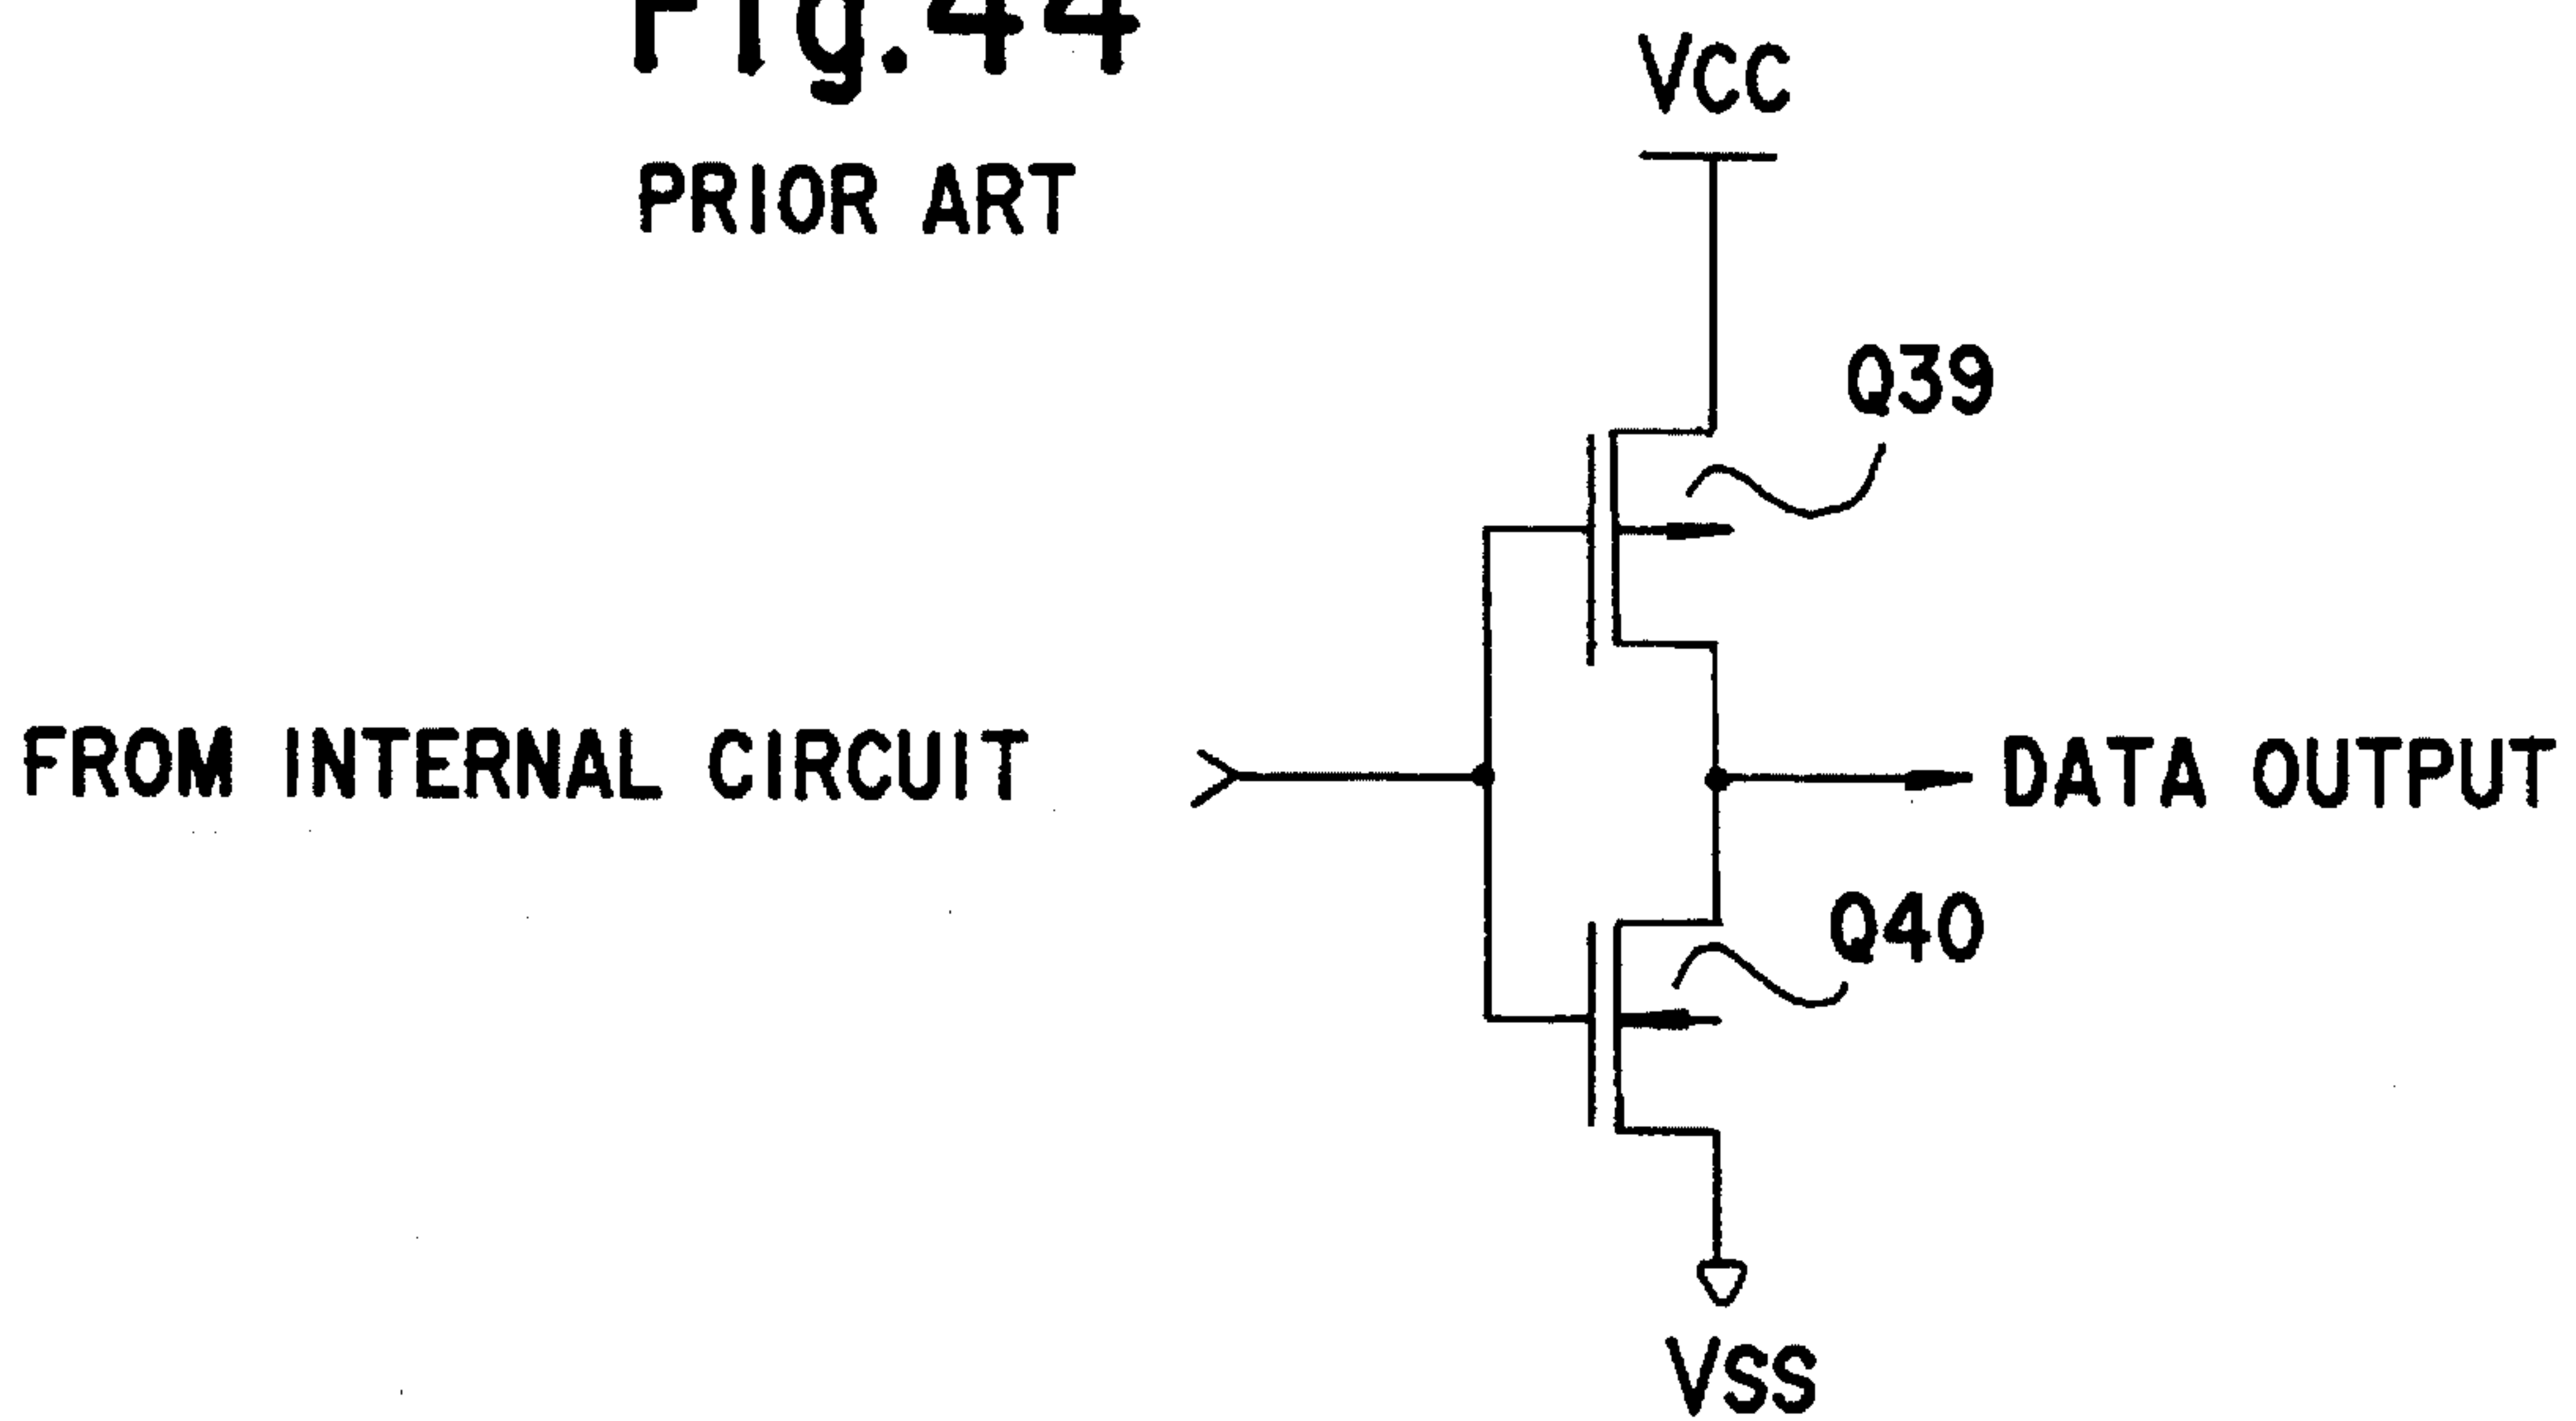 Fig.44
PRIOR ART
VCC
Q39
FROM INTERNAL CIRCUIT
DATA OUTPUT
Q40
VSS